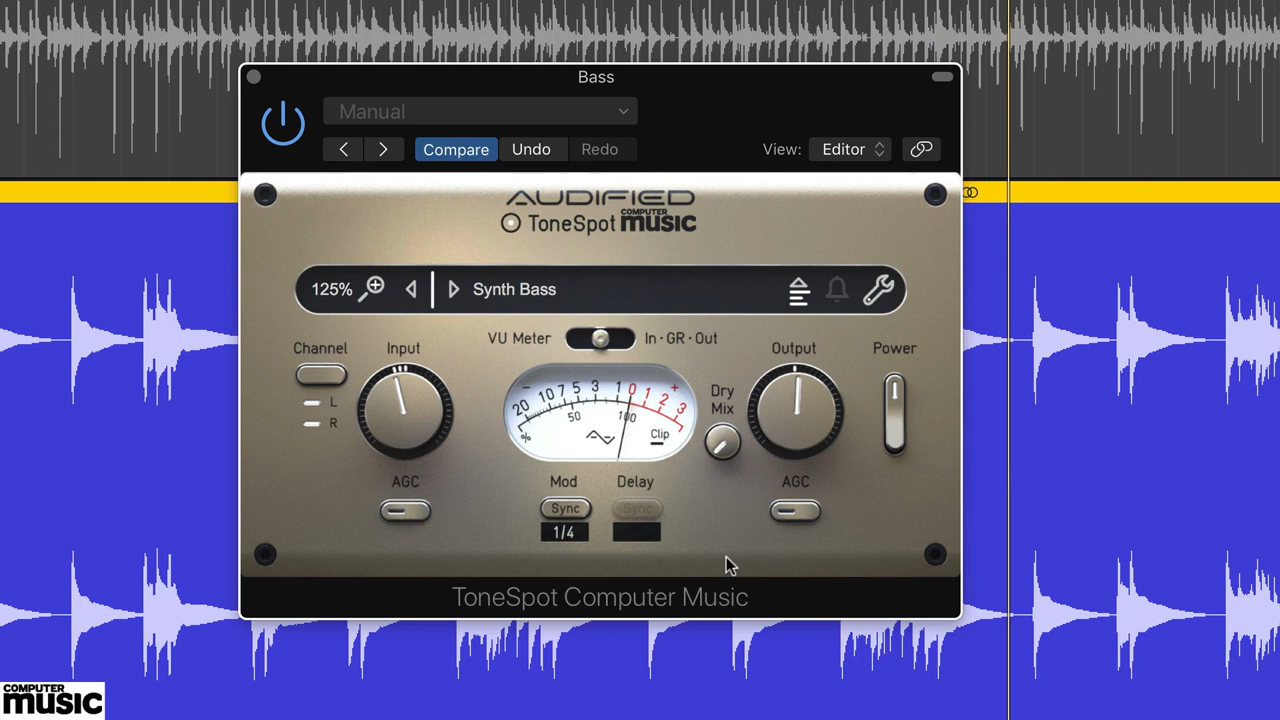 Bass
Manual
Compare Undo Redo View: Editor
AUDIFIED
ToneSpot COMPUTER music
125% Synth Bass
VU Meter In·GR·Out
Channel Input Output Power
L
R
Dry
Mix
− 20 10 7 5 3 1 0 1 2 3 +
% 50 100
Clip
AGC Mod Delay AGC
Sync Sync
1/4
ToneSpot Computer Music
COMPUTER
music